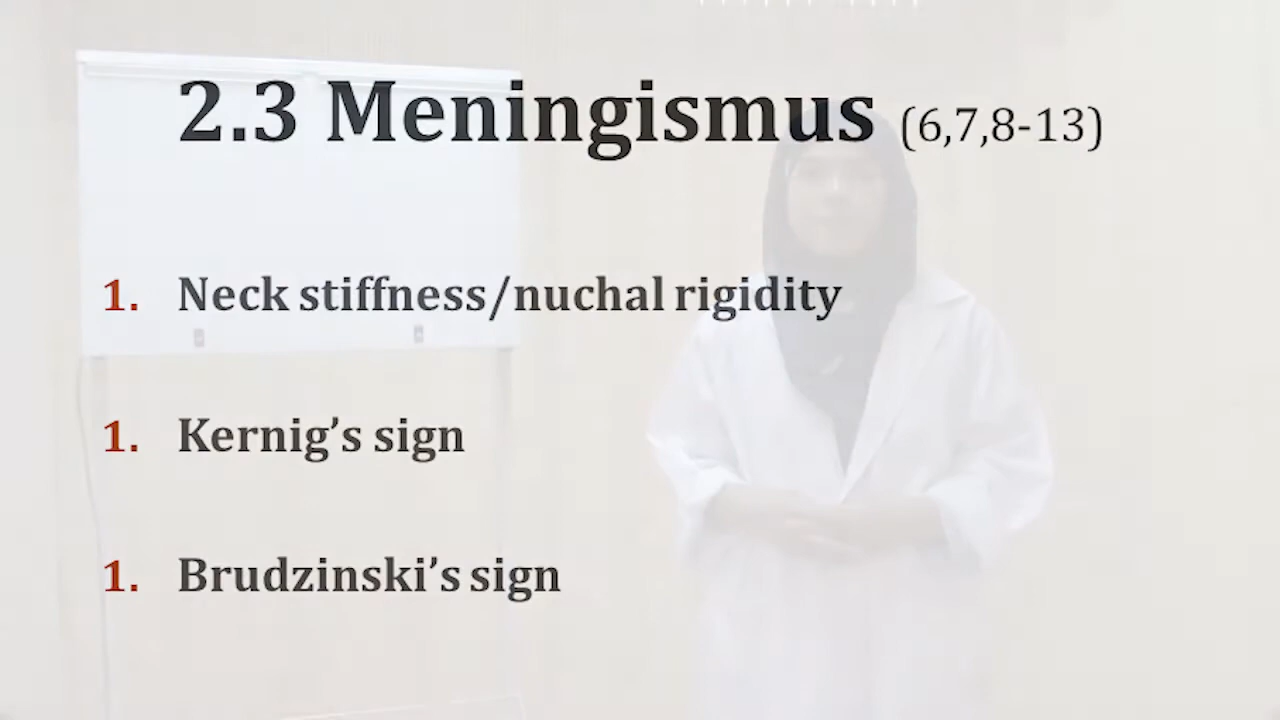 2.3 Meningismus (6,7,8-13)
1. Neck stiffness/nuchal rigidity
1. Kernig’s sign
1. Brudzinski’s sign